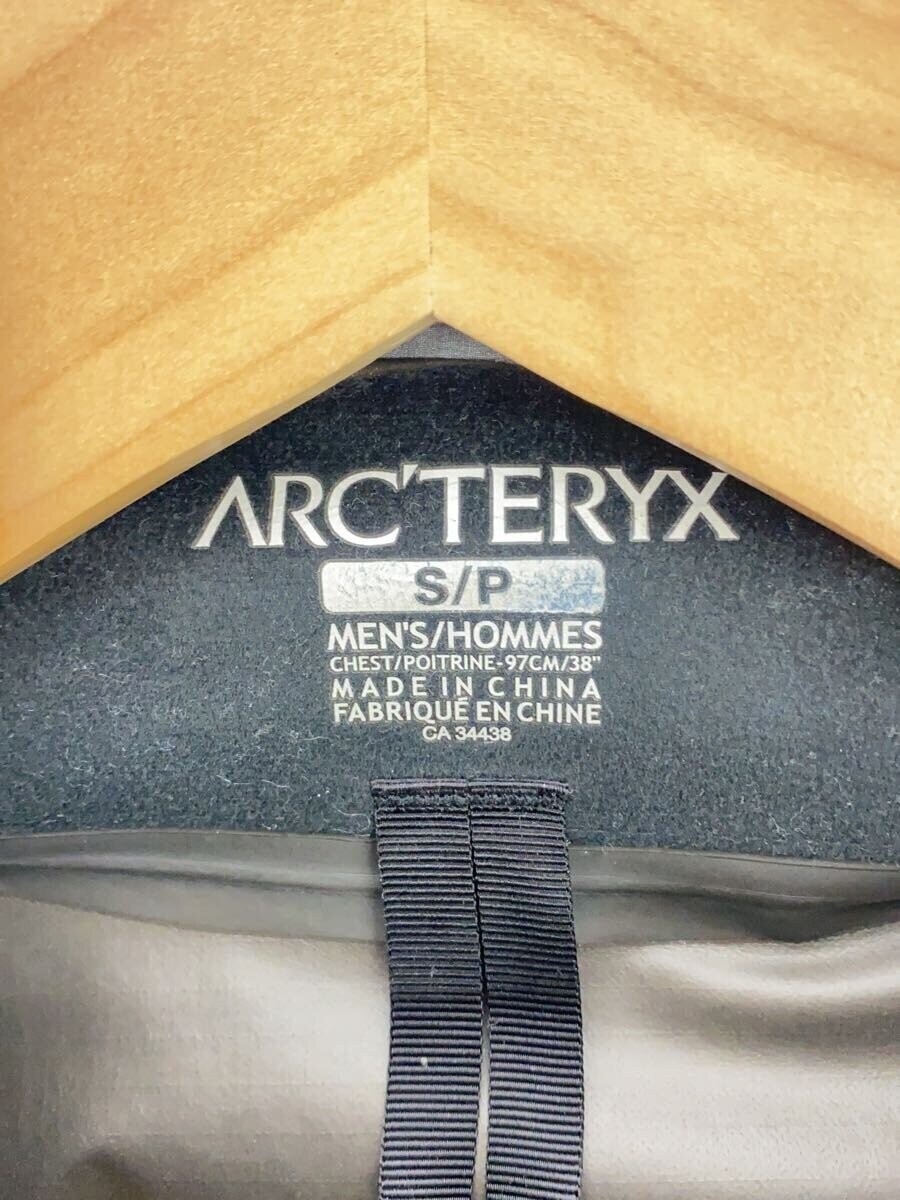 ARC'TERYX
S/P
MEN'S/HOMMES
CHEST/POITRINE-97CM/38"
MADE IN CHINA
FABRIQUÉ EN CHINE
CA 34438